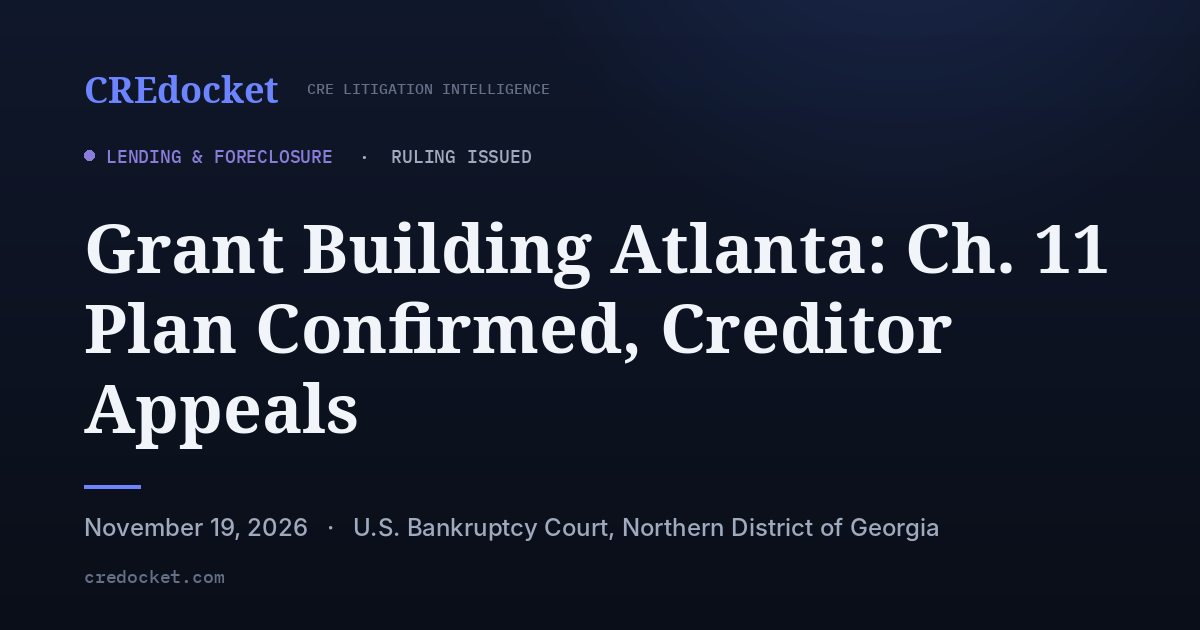 CREdocket CRE LITIGATION INTELLIGENCE
LENDING & FORECLOSURE · RULING ISSUED
Grant Building Atlanta: Ch. 11
Plan Confirmed, Creditor
Appeals
November 19, 2026 · U.S. Bankruptcy Court, Northern District of Georgia
credocket.com